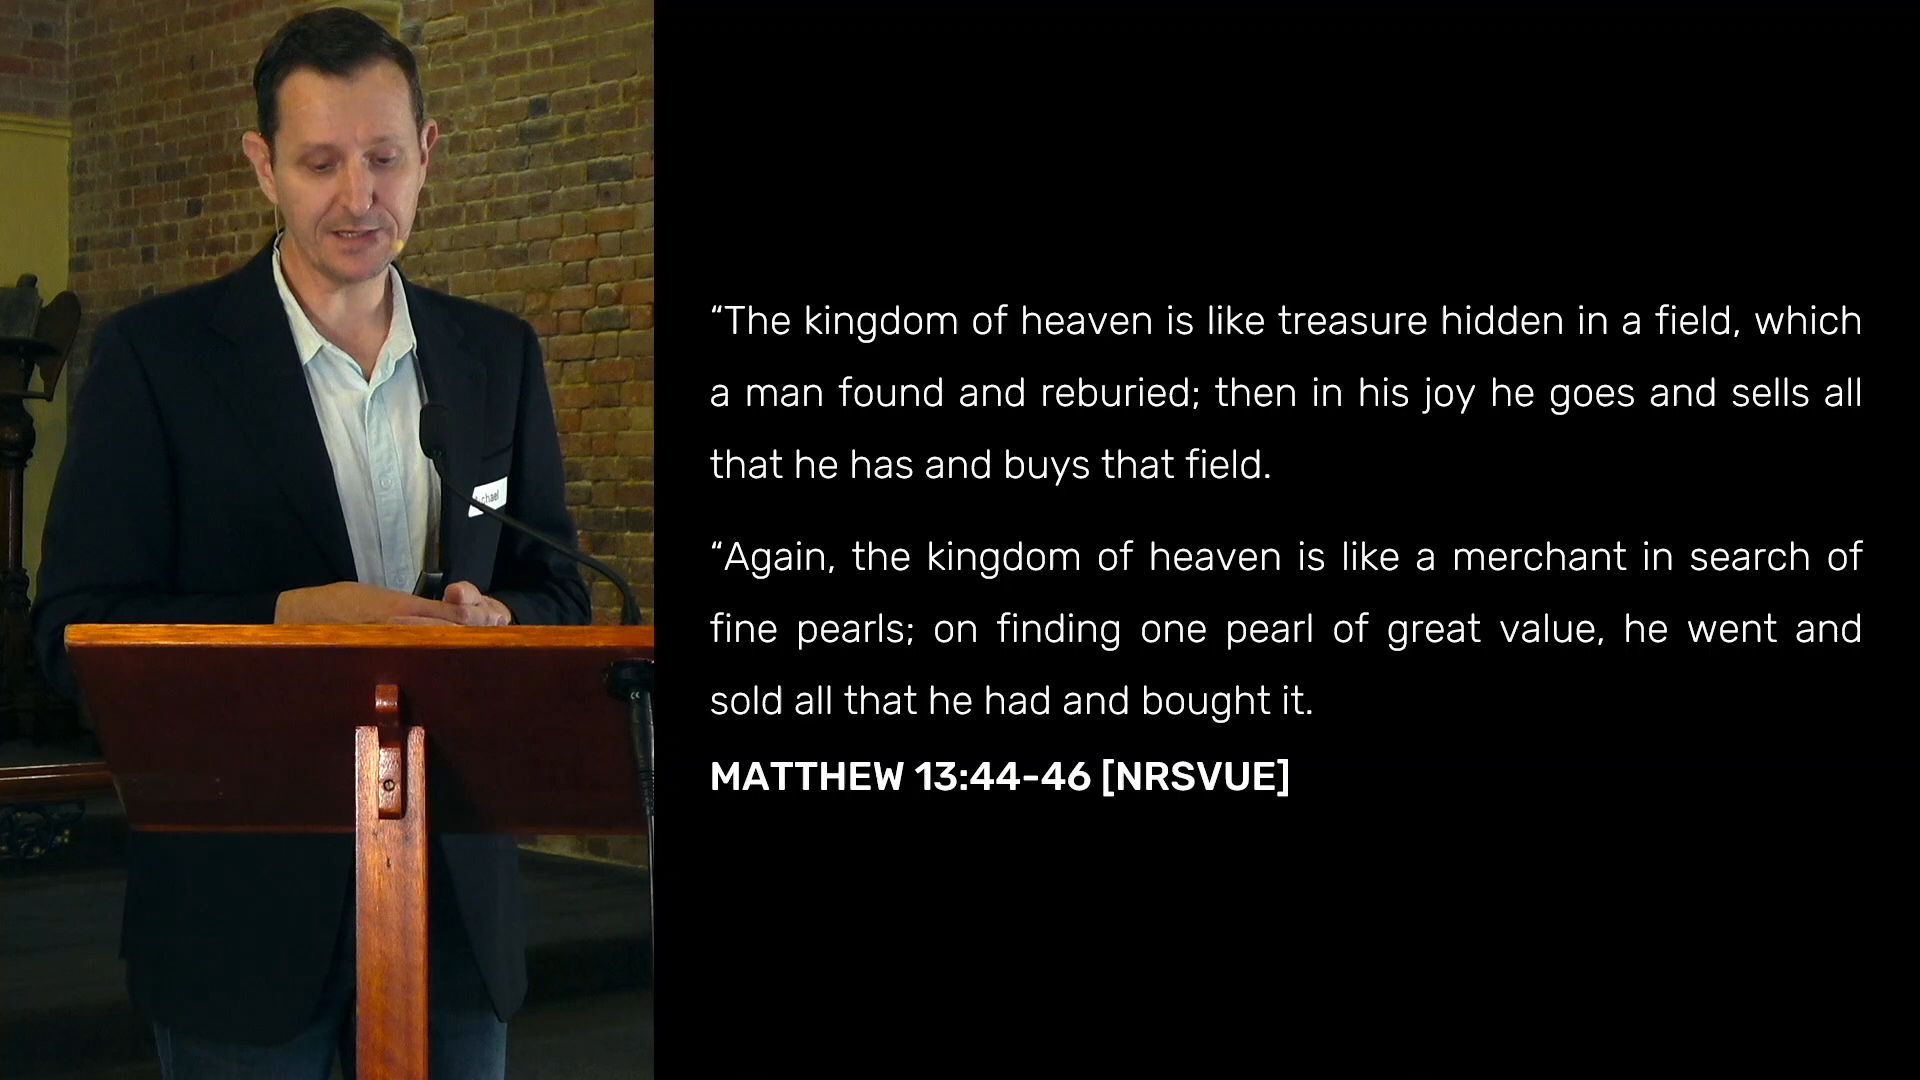 “The kingdom of heaven is like treasure hidden in a field, which
a man found and reburied; then in his joy he goes and sells all
that he has and buys that field.
“Again, the kingdom of heaven is like a merchant in search of
fine pearls; on finding one pearl of great value, he went and
sold all that he had and bought it.
MATTHEW 13:44-46 [NRSVUE]